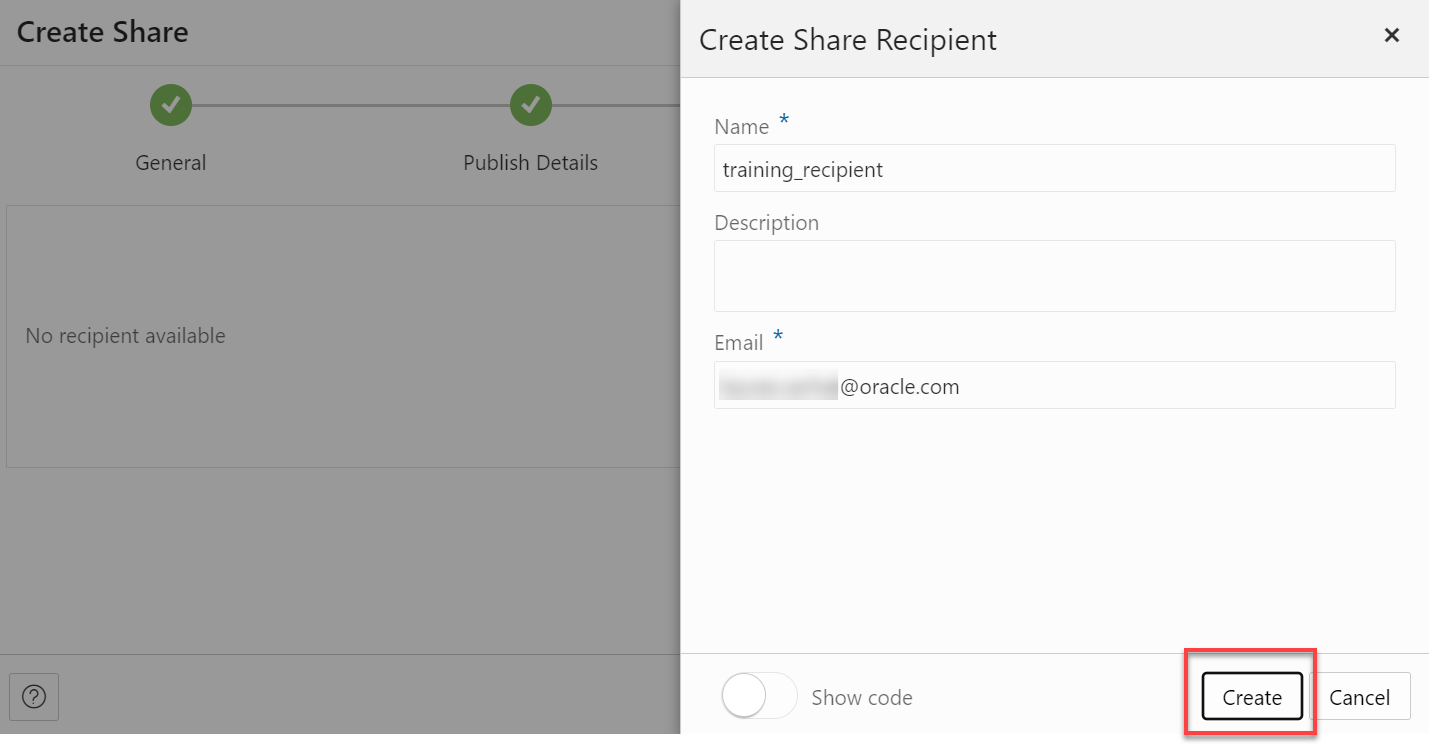 Create Share
General
Publish Details
No recipient available
Create Share Recipient
Name *
training_recipient
Description
Email *
@oracle.com
Show code
Create
Cancel